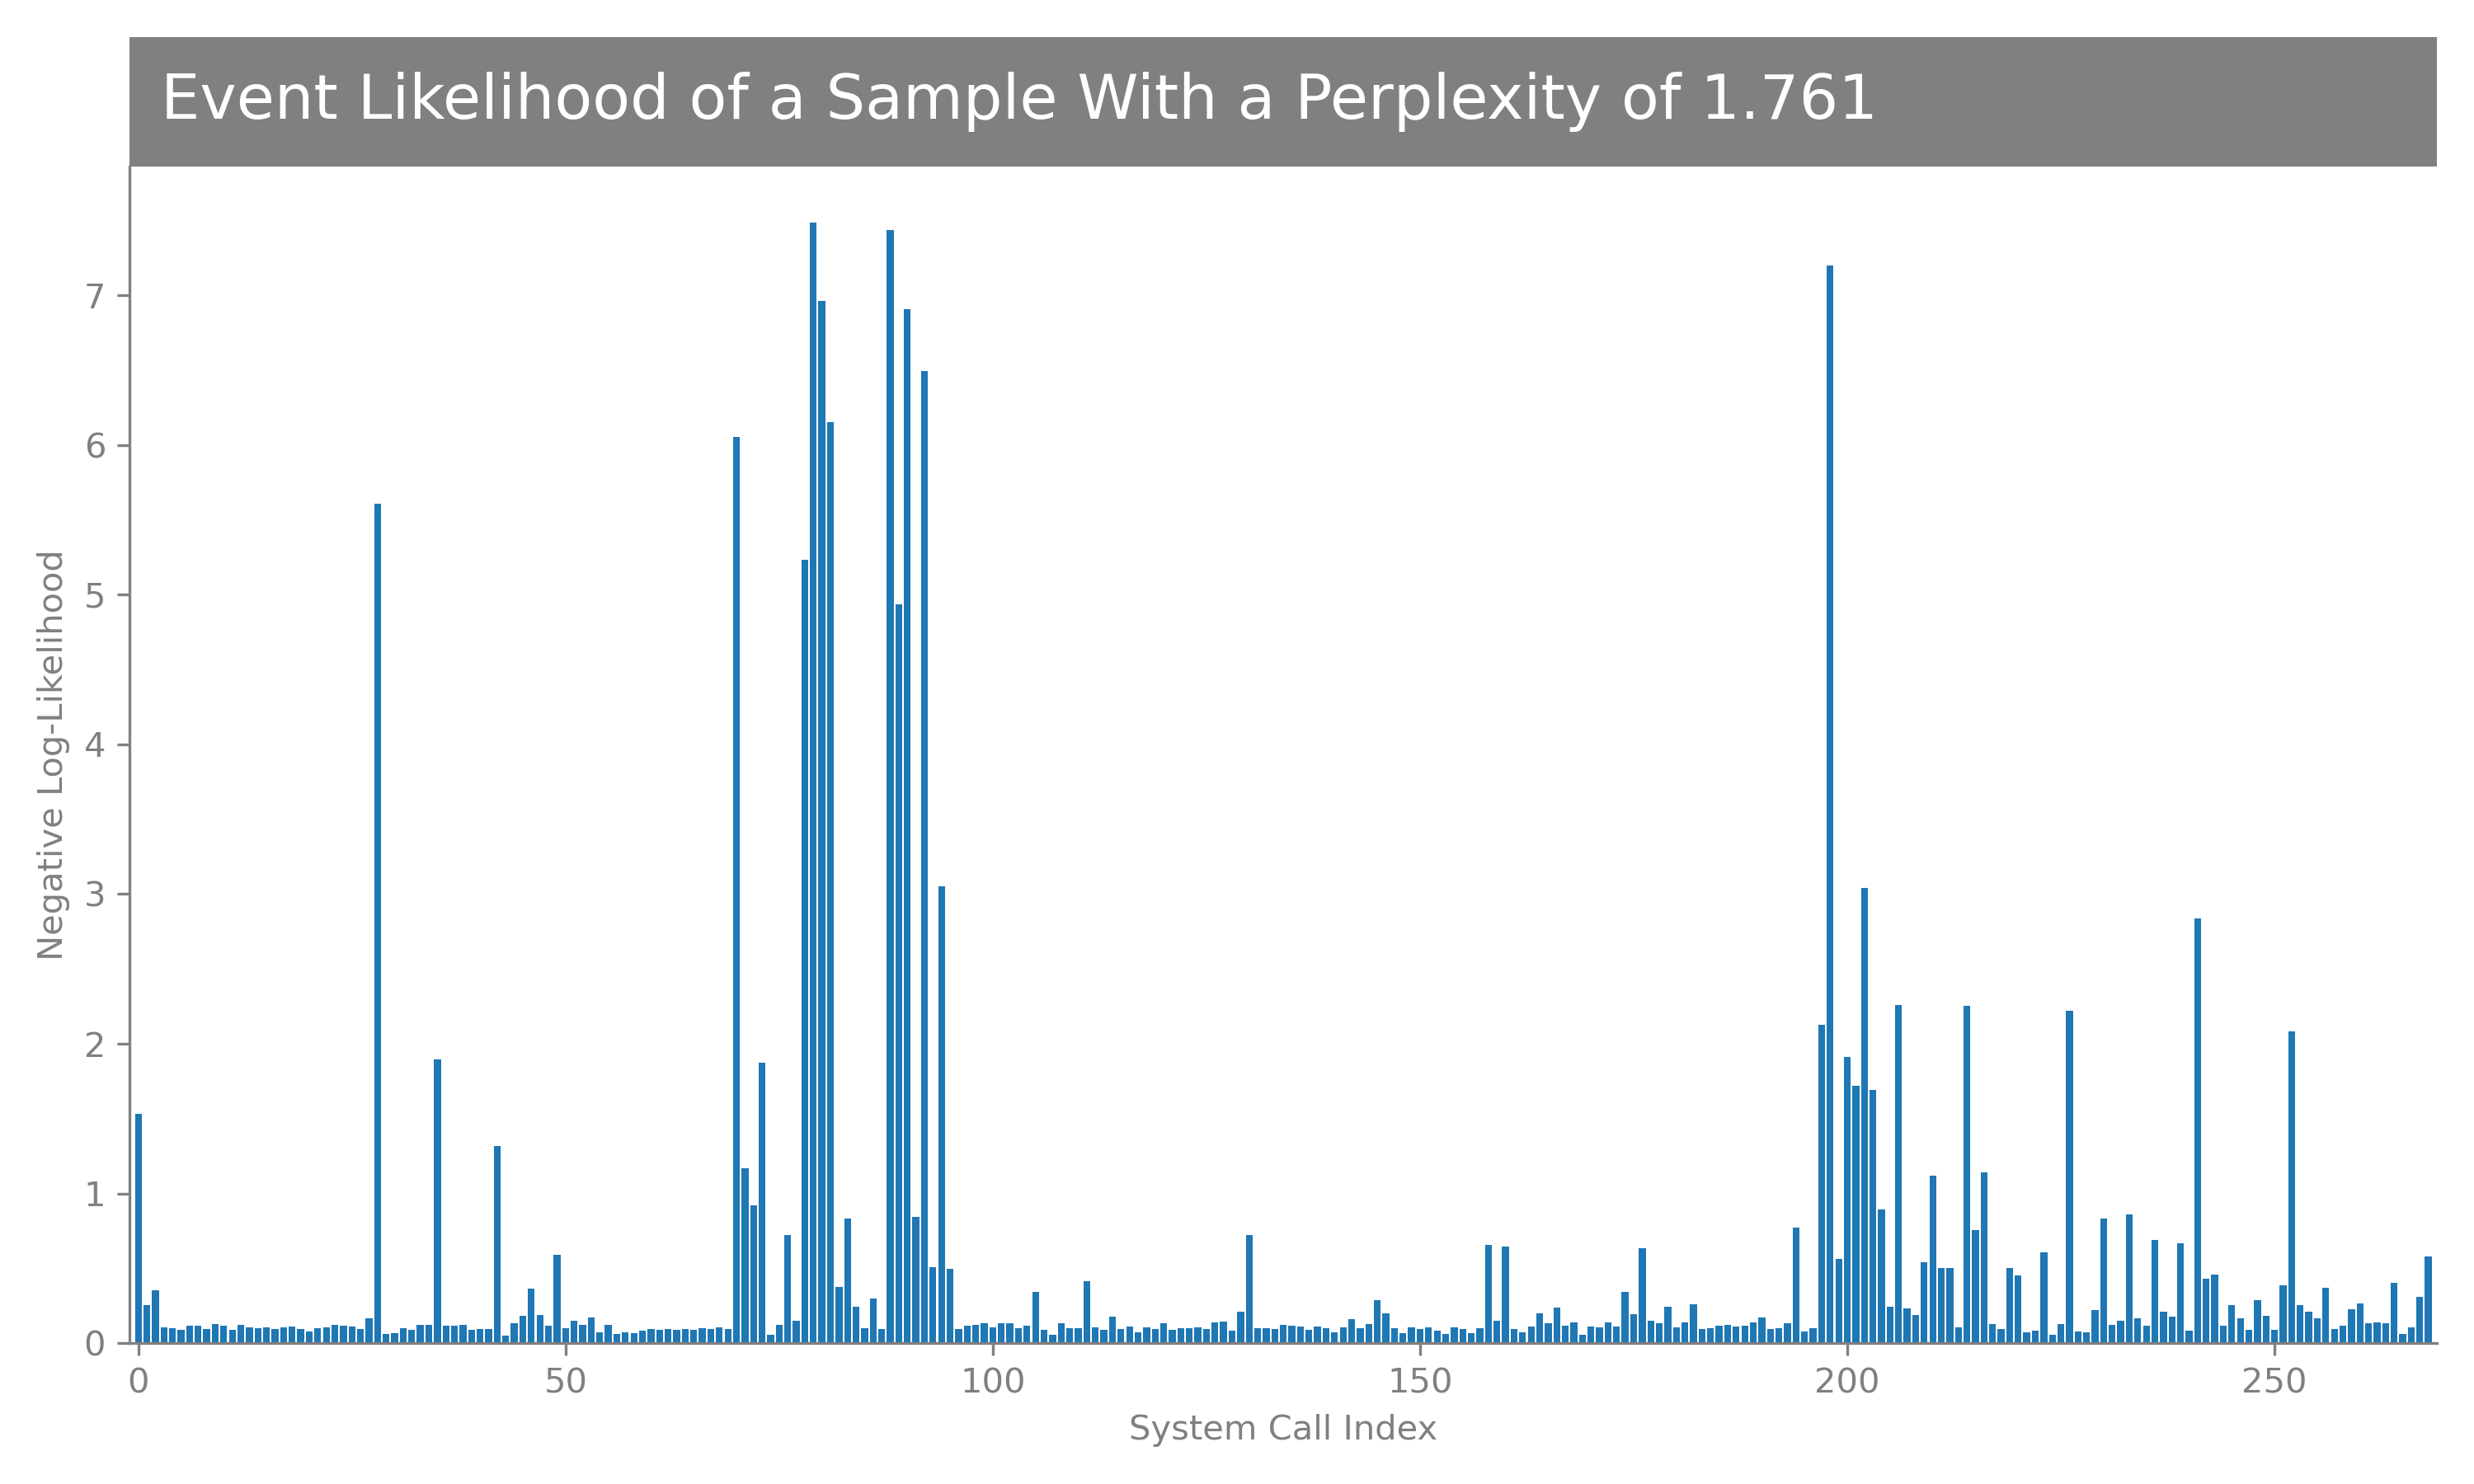 Event Likelihood of a Sample With a Perplexity of 1.761
Negative Log-Likelihood
7
6
5
4
3
2
1
0
0 50 100 150 200 250
System Call Index